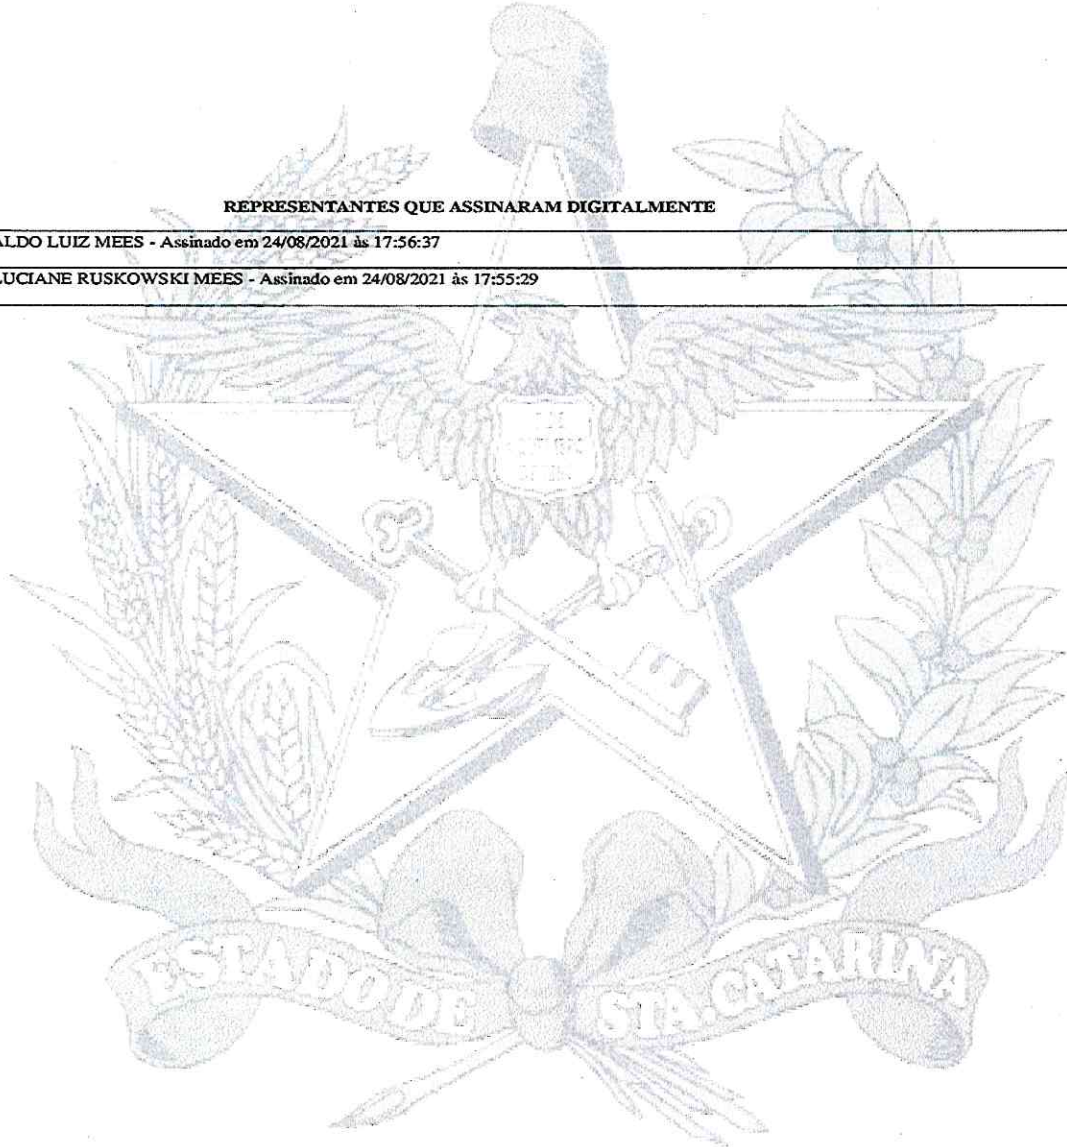 REPRESENTANTES QUE ASSINARAM DIGITALMENTE
ALDO LUIZ MEES - Assinado em 24/08/2021 às 17:56:37
LUCIANE RUSKOWSKI MEES - Assinado em 24/08/2021 às 17:55:29
ESTADO DE STA. CATARINA